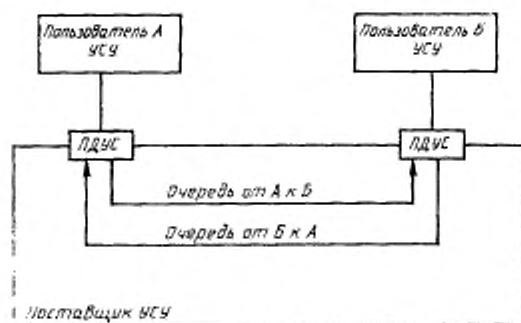 Пользователь А
УСУ
Пользователь Б
УСУ
ПДУС
ПДУС
Очередь от А к Б
Очередь от Б к А
Поставщик УСУ